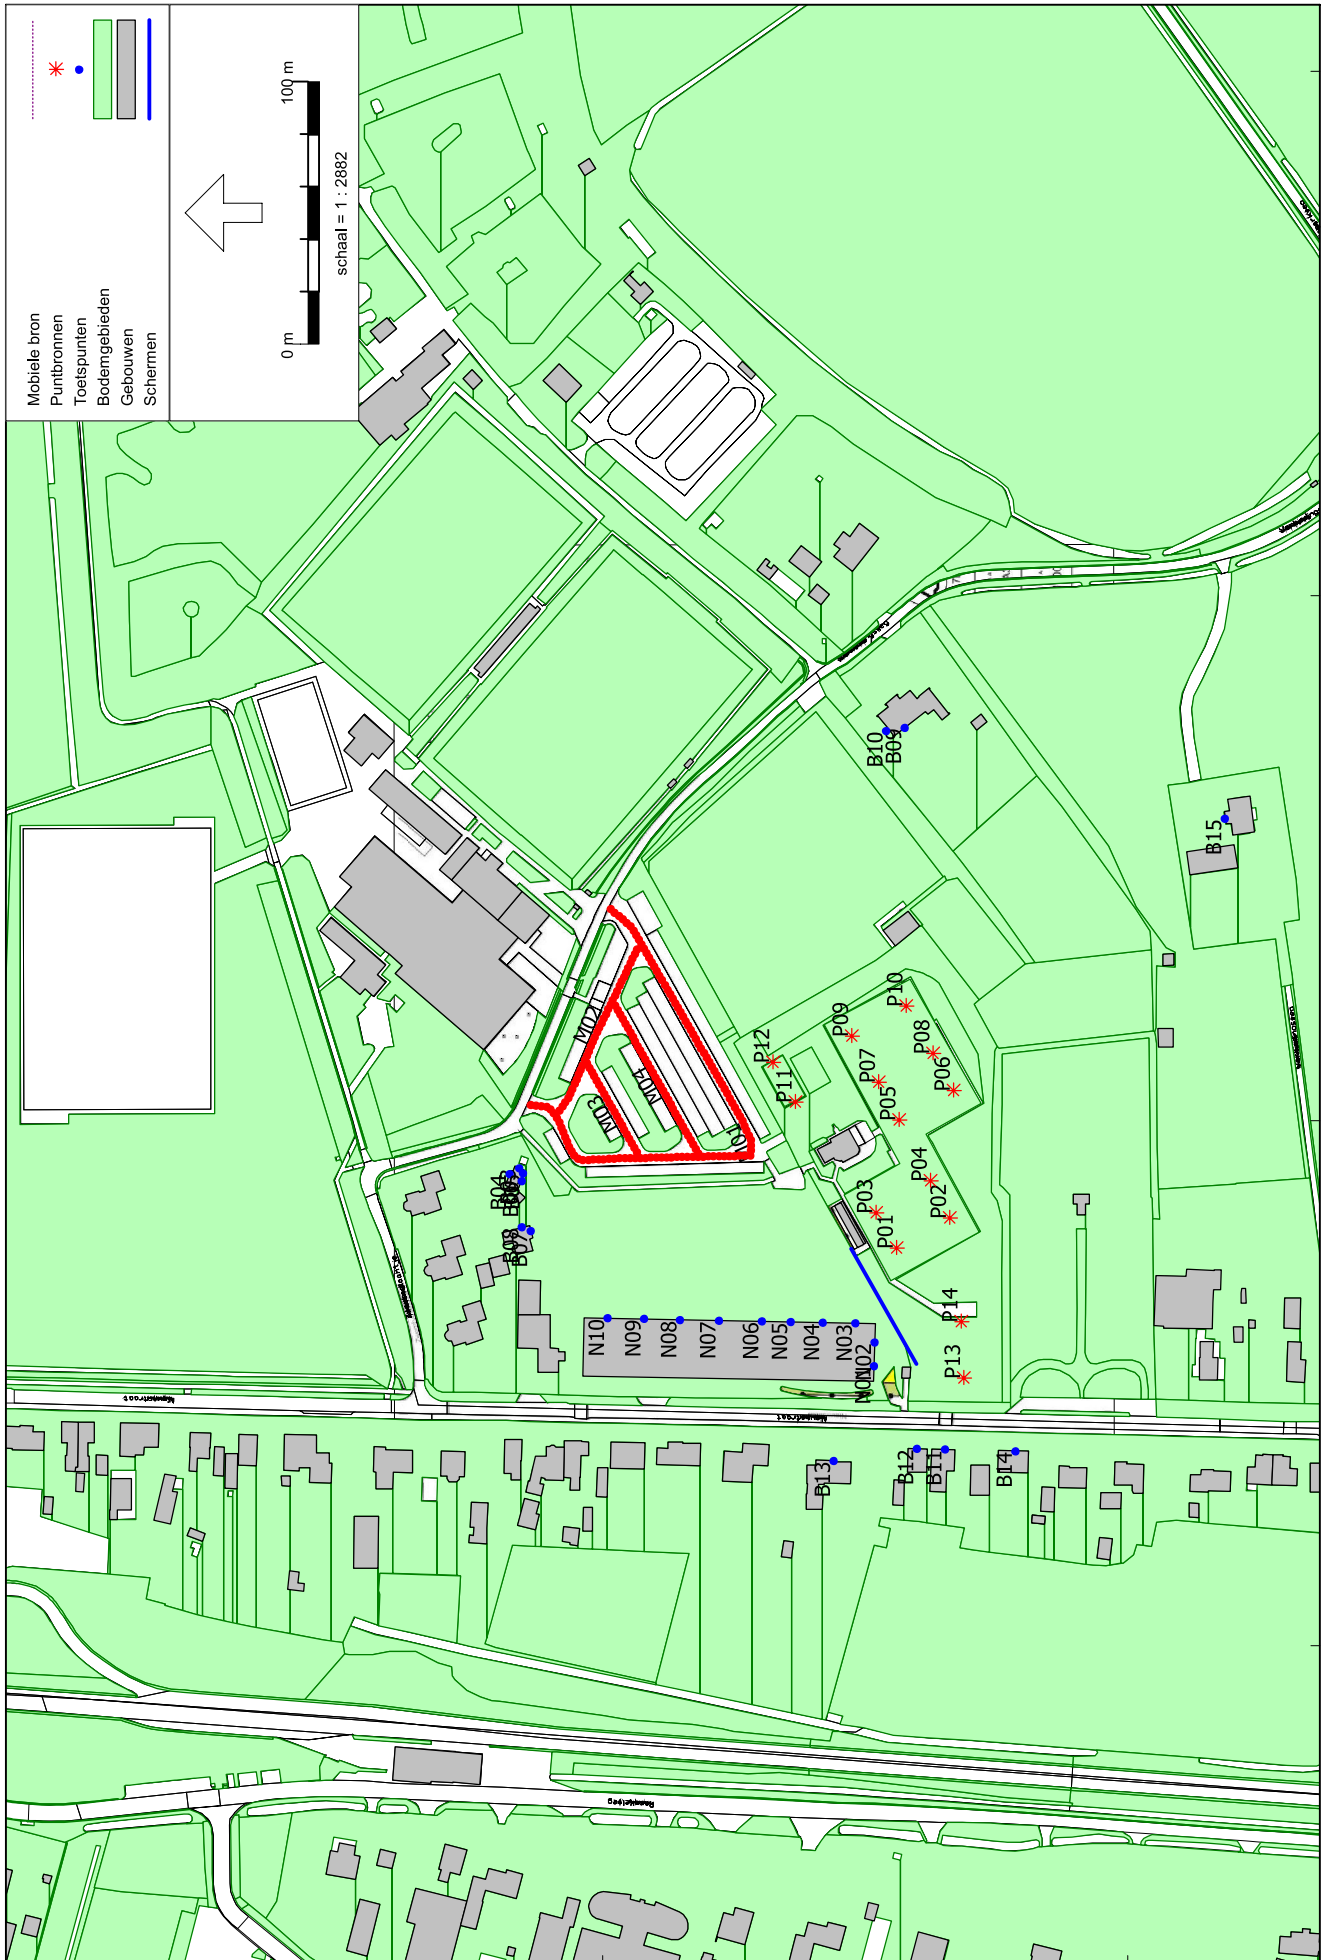 Mobiele bron
Puntbronnen
Toetspunten
Bodemgebieden
Gebouwen
Schermen
0 m
100 m
schaal = 1 : 2882
B10
B09
B15
M02
M04
M03
P12
P11
P10
P09
P08
P07
P06
P05
P04
P02
P03
P01
P14
P13
B04
B08
B07
N10
N09
N08
N07
N06
N05
N04
N03
N02
N01
B13
B12
B11
B14